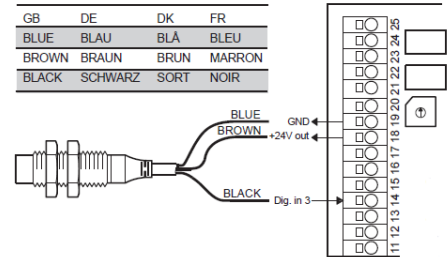 GB DE DK FR
BLUE BLAU BLÅ BLEU
BROWN BRAUN BRUN MARRON
BLACK SCHWARZ SORT NOIR
BLUE
BROWN
BLACK
GND
+24V out
Dig. in 3
25
24
23
22
21
20
19
18
17
16
15
14
13
12
11